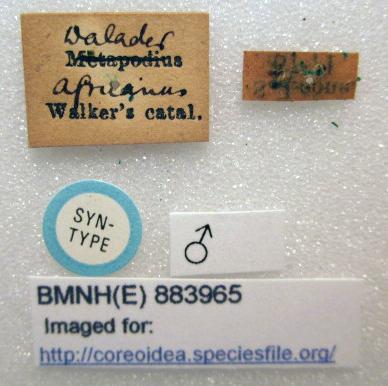 Dalader
Metapodius
africanus
Walker's catal.
SYN-
TYPE
♂
BMNH(E) 883965
Imaged for:
http://coreoidea.speciesfile.org/